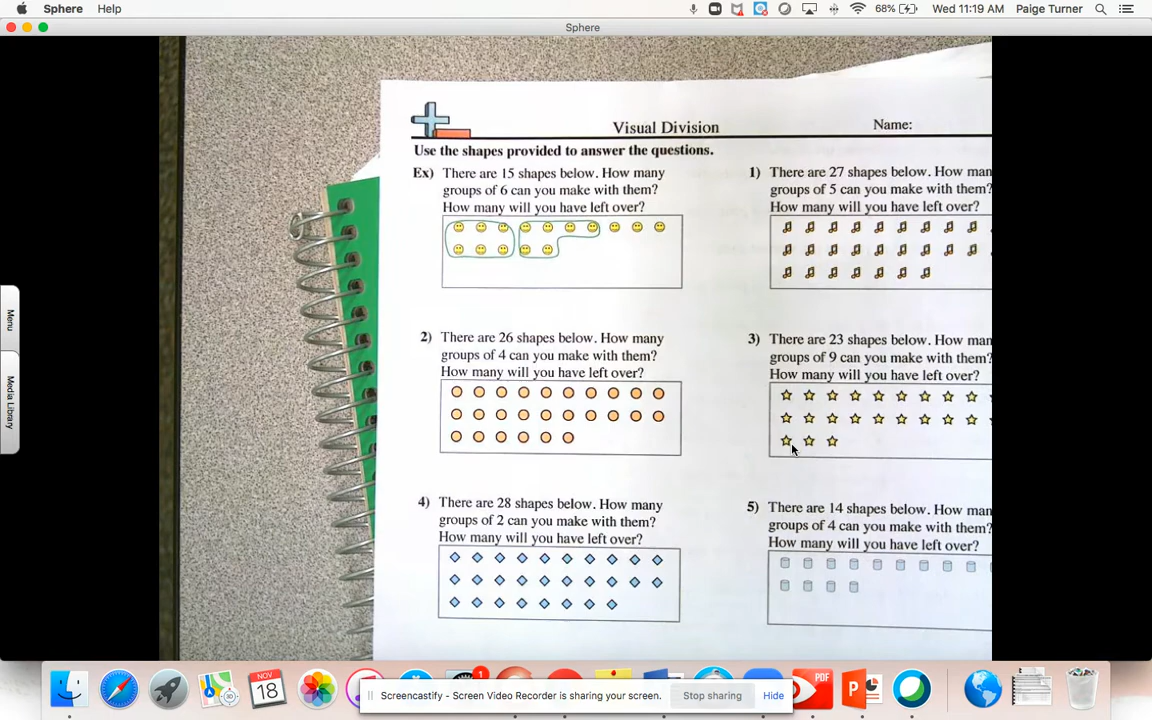 Sphere Help 68% Wed 11:19 AM Paige Turner
Sphere
Visual Division Name:
Use the shapes provided to answer the questions.
Ex) There are 15 shapes below. How many
groups of 6 can you make with them?
How many will you have left over?
1) There are 27 shapes below. How man
groups of 5 can you make with them?
How many will you have left over?
2) There are 26 shapes below. How many
groups of 4 can you make with them?
How many will you have left over?
3) There are 23 shapes below. How man
groups of 9 can you make with them?
How many will you have left over?
4) There are 28 shapes below. How many
groups of 2 can you make with them?
How many will you have left over?
5) There are 14 shapes below. How man
groups of 4 can you make with them?
How many will you have left over?
Menu
Media Library
NOV
18
1
PDF
P
Screencastify - Screen Video Recorder is sharing your screen. Stop sharing Hide